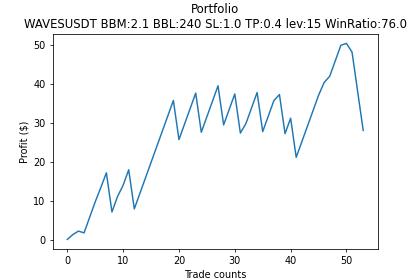 Portfolio
WAVESUSDT BBM:2.1 BBL:240 SL:1.0 TP:0.4 lev:15 WinRatio:76.0
50
40
30
20
10
0
Profit ($)
0 10 20 30 40 50
Trade counts